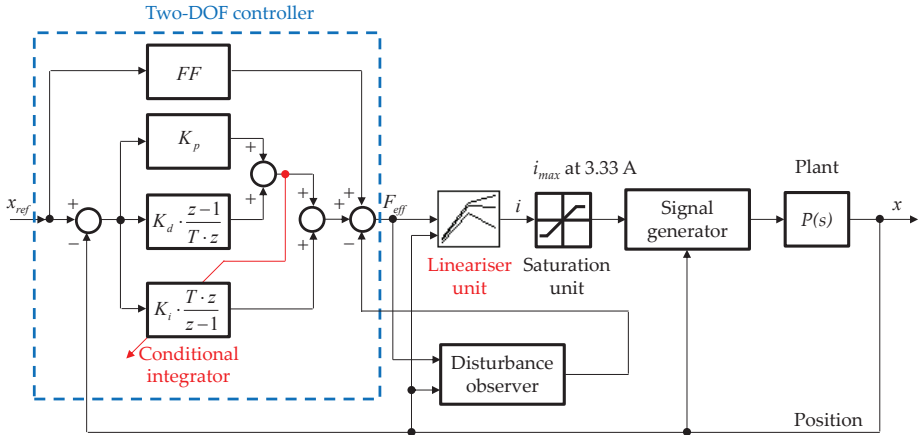 Two-DOF controller
FF
K_p
i_max at 3.33 A
Plant
x_ref
+
−
K_d · (z−1)/(T·z)
+
+
+
+
+
+
−
F_eff
i
Signal
generator
P(s)
x
Lineariser
unit
Saturation
unit
K_i · (T·z)/(z−1)
Conditional
integrator
Disturbance
observer
Position